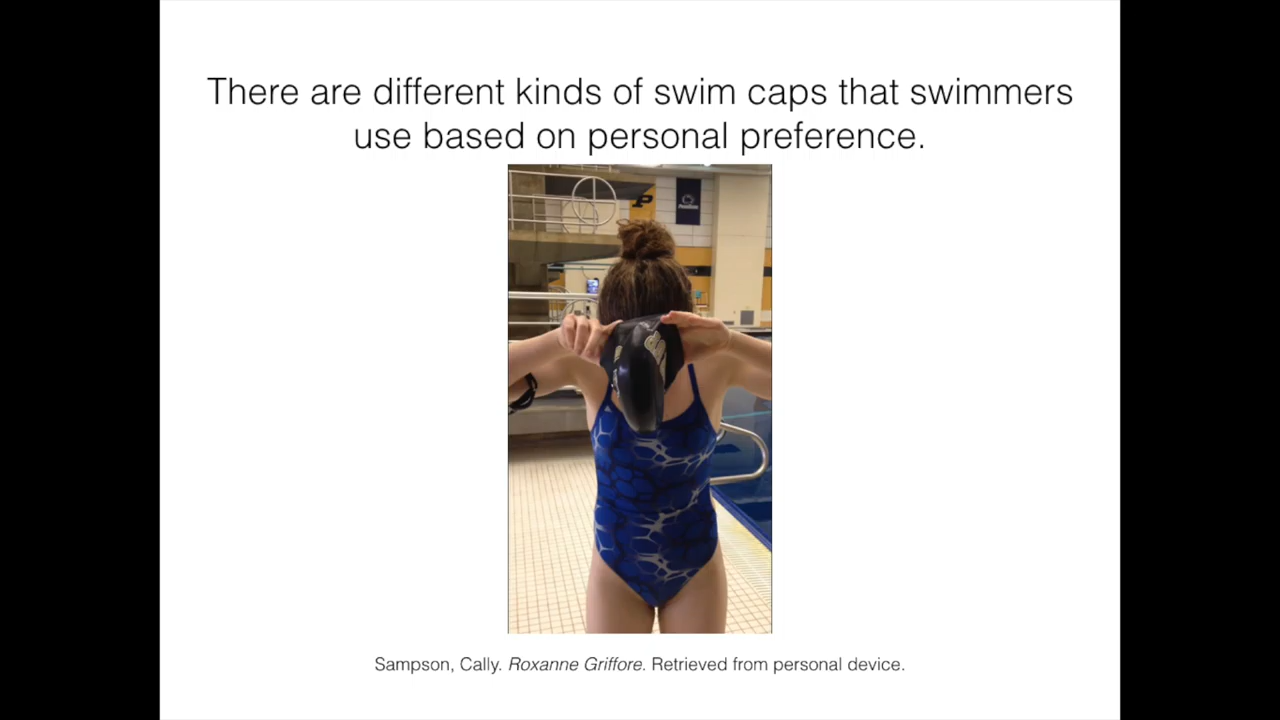 There are different kinds of swim caps that swimmers
use based on personal preference.
P
PennState
Sampson, Cally. Roxanne Griffore. Retrieved from personal device.